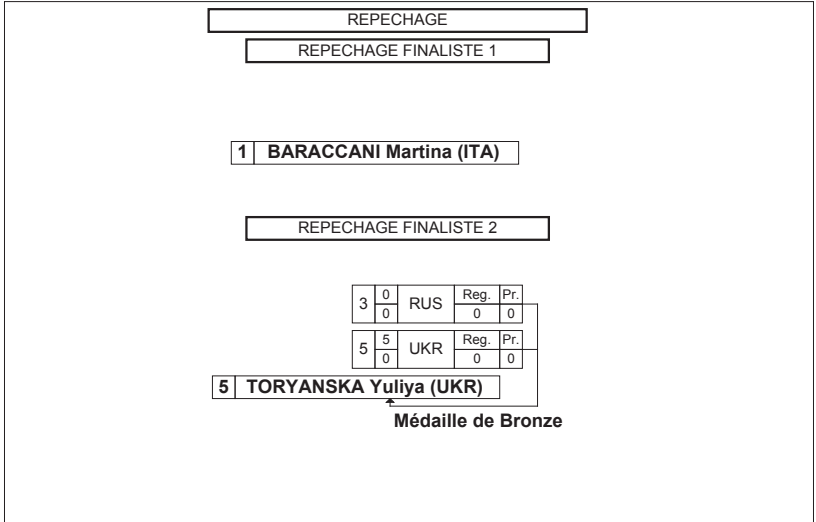 REPECHAGE
REPECHAGE FINALISTE 1
1 BARACCANI Martina (ITA)
REPECHAGE FINALISTE 2
3 0 RUS Reg. Pr.
0 0 0
5 5 UKR Reg. Pr.
0 0 0
5 TORYANSKA Yuliya (UKR)
Médaille de Bronze